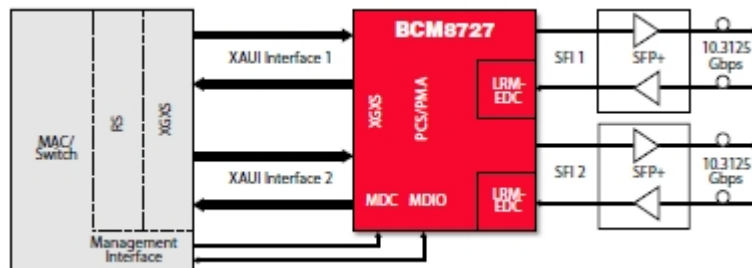 BCM8727
XAUI Interface 1
SFI 1
SFP+
10.3125
Gbps
LRM-
EDC
MAC/
Switch
RS
XGXS
XGXS
PCS/PMA
XAUI Interface 2
SFI 2
SFP+
10.3125
Gbps
MDC
MDIO
LRM-
EDC
Management
Interface